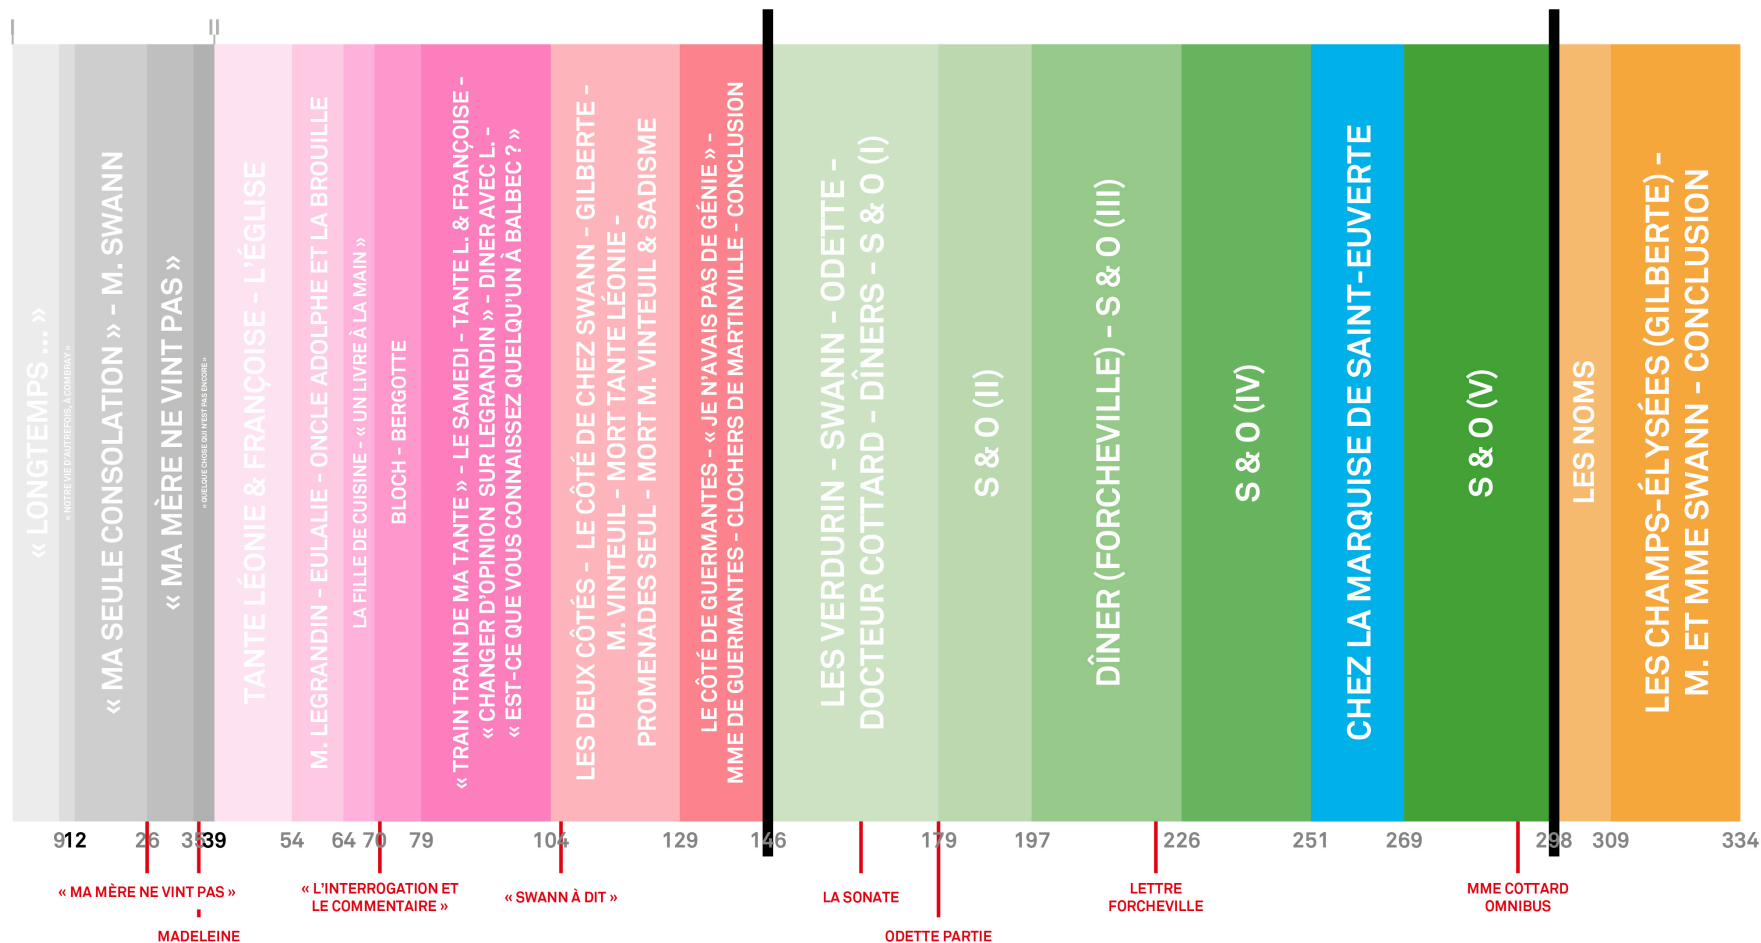 I
II
« LONGTEMPS ... »
« NOTRE VIE D'AUTREFOIS, À COMBRAY »
« MA SEULE CONSOLATION » - M. SWANN
« MA MÈRE NE VINT PAS »
« QUELQUE CHOSE QUI N'EST PAS ENCORE »
TANTE LÉONIE & FRANÇOISE - L'ÉGLISE
M. LEGRANDIN - EULALIE - ONCLE ADOLPHE ET LA BROUILLE
LA FILLE DE CUISINE - « UN LIVRE À LA MAIN »
BLOCH - BERGOTTE
« TRAIN TRAIN DE MA TANTE » - LE SAMEDI - TANTE L. & FRANÇOISE -
« CHANGER D'OPINION SUR LEGRANDIN » - DINER AVEC L. -
« EST-CE QUE VOUS CONNAISSEZ QUELQU'UN À BALBEC ? »
LES DEUX CÔTÉS - LE CÔTÉ DE CHEZ SWANN - GILBERTE -
M. VINTEUIL - MORT TANTE LÉONIE -
PROMENADES SEUL - MORT M. VINTEUIL & SADISME
LE CÔTÉ DE GUERMANTES - « JE N'AVAIS PAS DE GÉNIE » -
MME DE GUERMANTES - CLOCHERS DE MARTINVILLE - CONCLUSION
LES VERDURIN - SWANN - ODETTE -
DOCTEUR COTTARD - DÎNERS - S & O (I)
S & O (II)
DÎNER (FORCHEVILLE) - S & O (III)
S & O (IV)
CHEZ LA MARQUISE DE SAINT-EUVERTE
S & O (V)
LES NOMS
LES CHAMPS-ÉLYSÉES (GILBERTE) -
M. ET MME SWANN - CONCLUSION
9 12 26 39 54 64 70 79 104 129 146 179 197 226 251 269 298 309 334
« MA MÈRE NE VINT PAS »
MADELEINE
« L'INTERROGATION ET
LE COMMENTAIRE »
« SWANN À DIT »
LA SONATE
ODETTE PARTIE
LETTRE
FORCHEVILLE
MME COTTARD
OMNIBUS